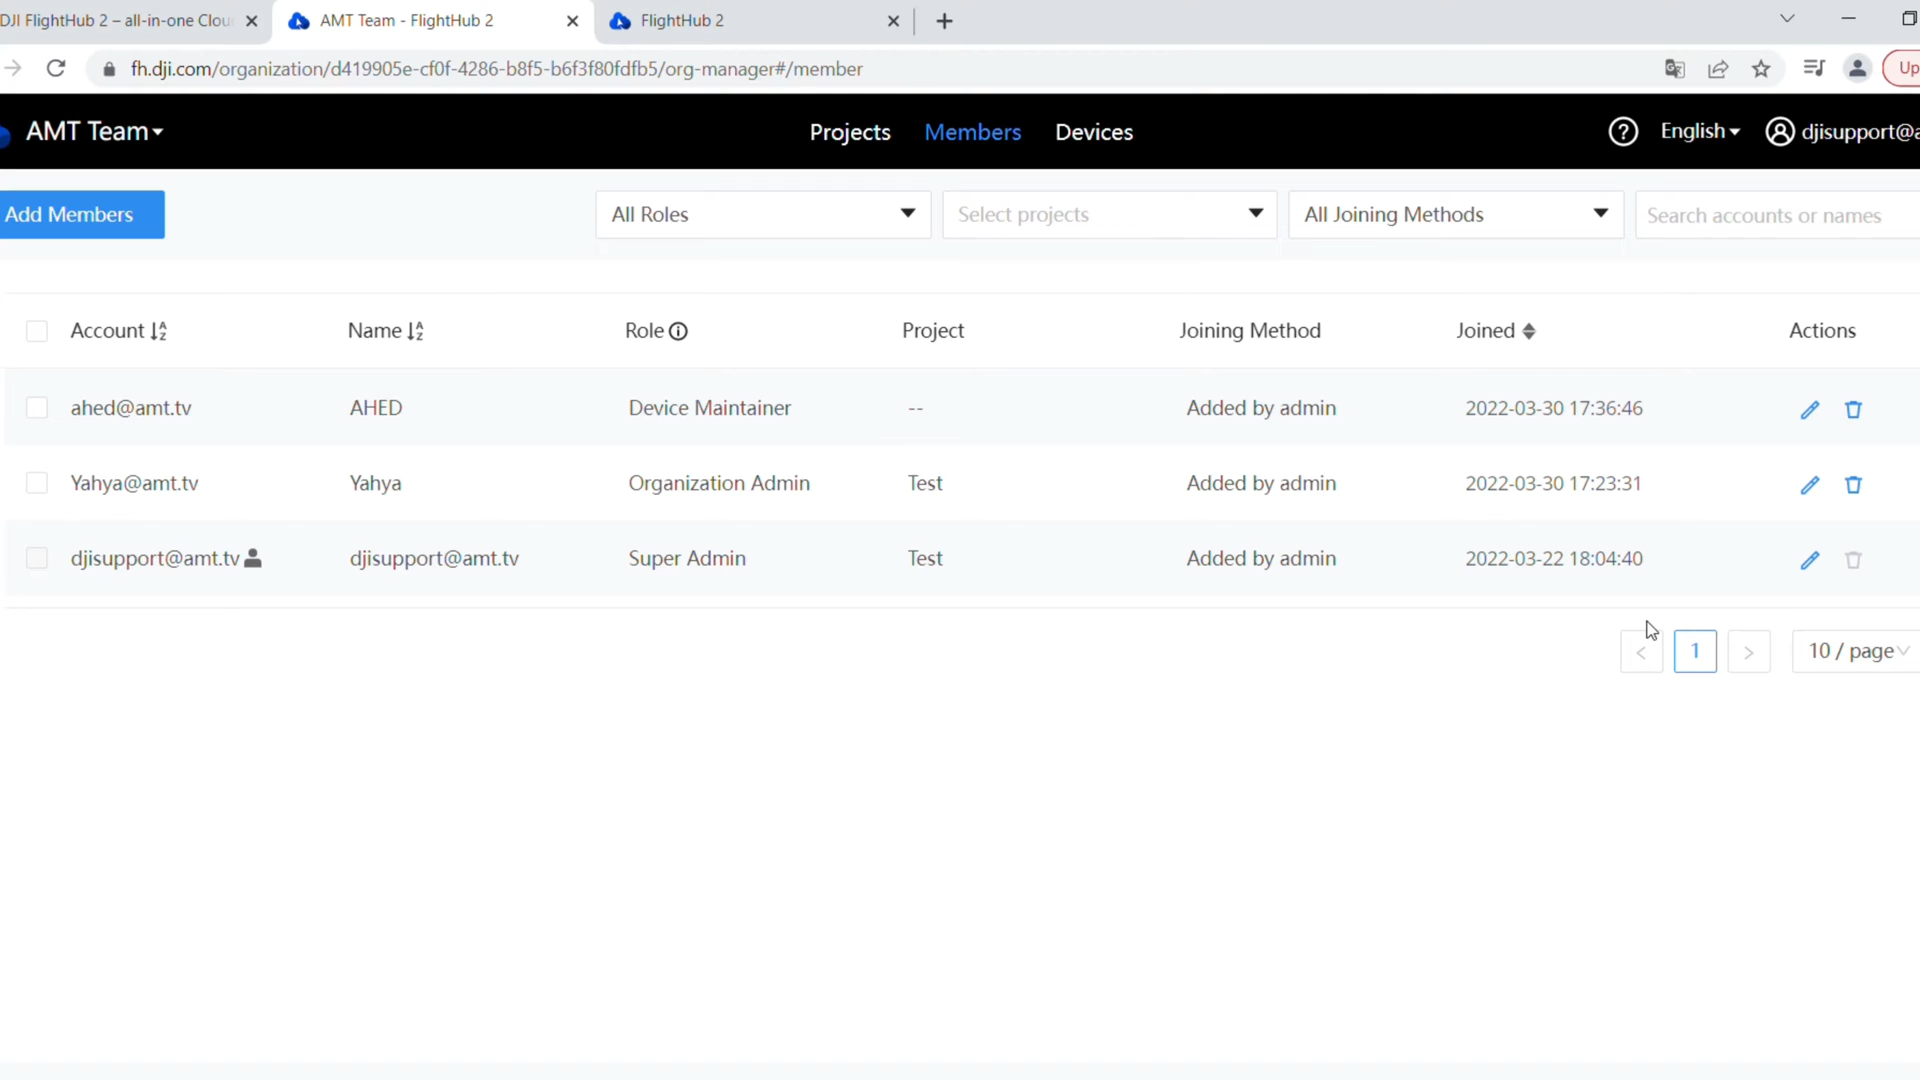 DJI FlightHub 2 – all-in-one Clou
AMT Team - FlightHub 2
FlightHub 2
fh.dji.com/organization/d419905e-cf0f-4286-b8f5-b6f3f80fdfb5/org-manager#/member
Up
AMT Team
Projects
Members
Devices
English
djisupport@a
Add Members
All Roles
Select projects
All Joining Methods
Search accounts or names
Account
Name
Role
Project
Joining Method
Joined
Actions
ahed@amt.tv AHED Device Maintainer -- Added by admin 2022-03-30 17:36:46
Yahya@amt.tv Yahya Organization Admin Test Added by admin 2022-03-30 17:23:31
djisupport@amt.tv djisupport@amt.tv Super Admin Test Added by admin 2022-03-22 18:04:40
< 1 > 10 / page